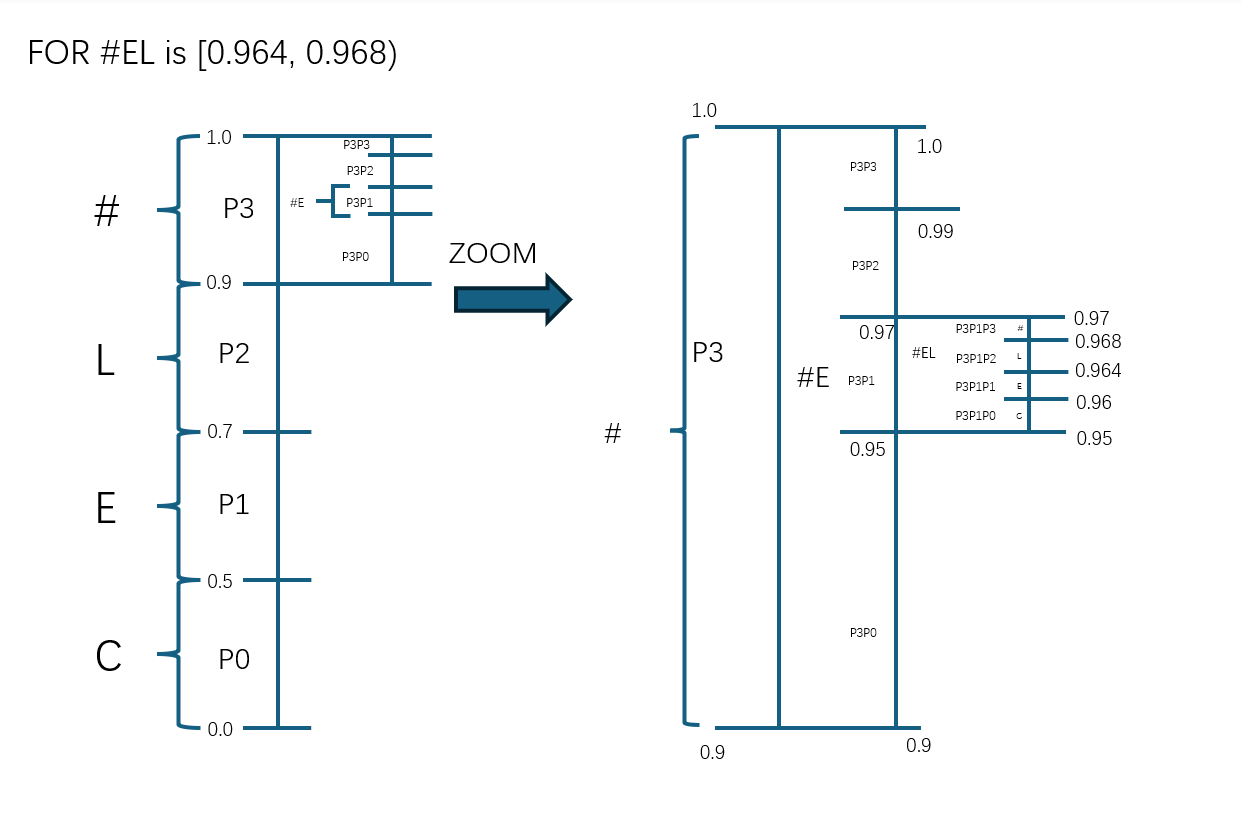 FOR #EL is [0.964, 0.968)
1.0
#
P3
P3P3
P3P2
#E
P3P1
P3P0
0.9
L
P2
0.7
E
P1
0.5
C
P0
0.0
ZOOM
1.0
1.0
P3P3
0.99
P3P2
P3
0.97
#E
P3P1
#EL
0.97
P3P1P3 #
0.968
P3P1P2 L
0.964
P3P1P1 E
0.96
P3P1P0 C
0.95
0.95
#
P3P0
0.9
0.9